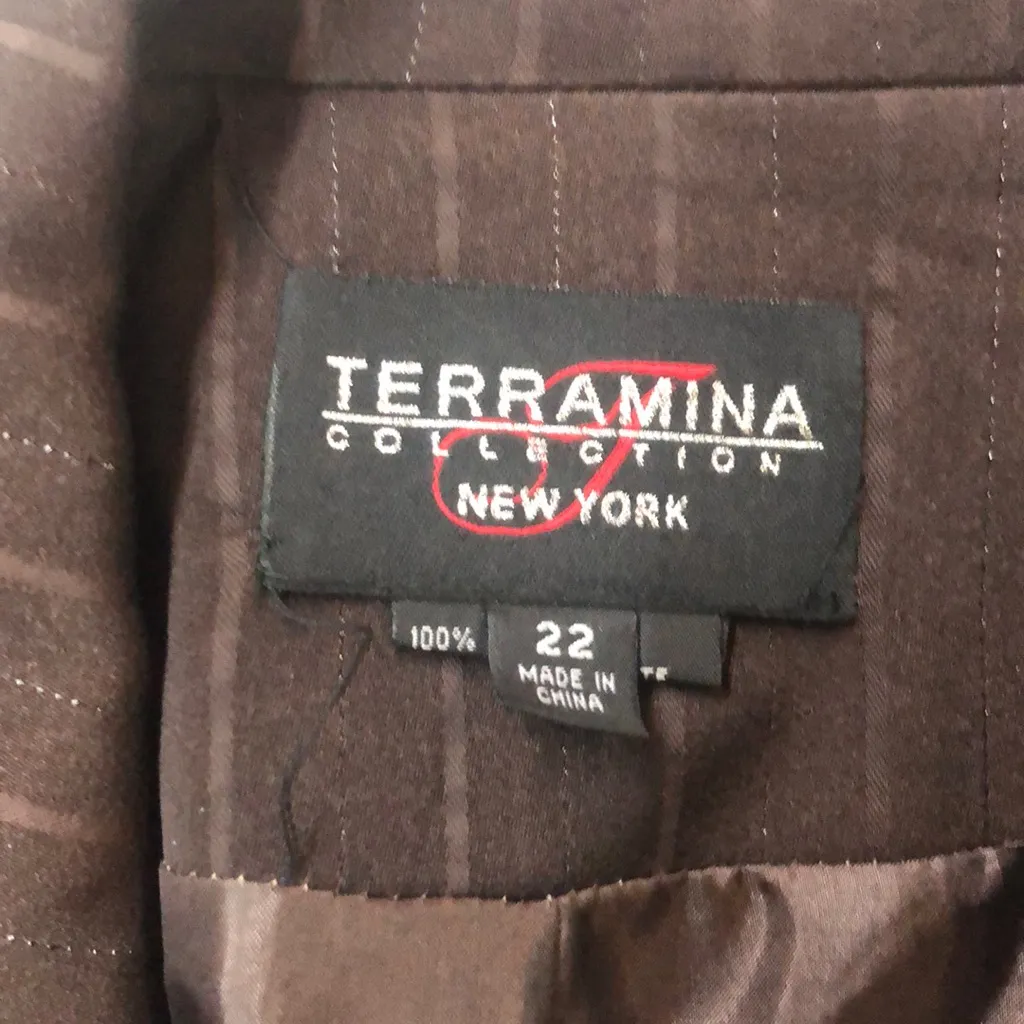 TERRAMINA
COLLECTION
NEW YORK
100%
22
MADE IN
CHINA